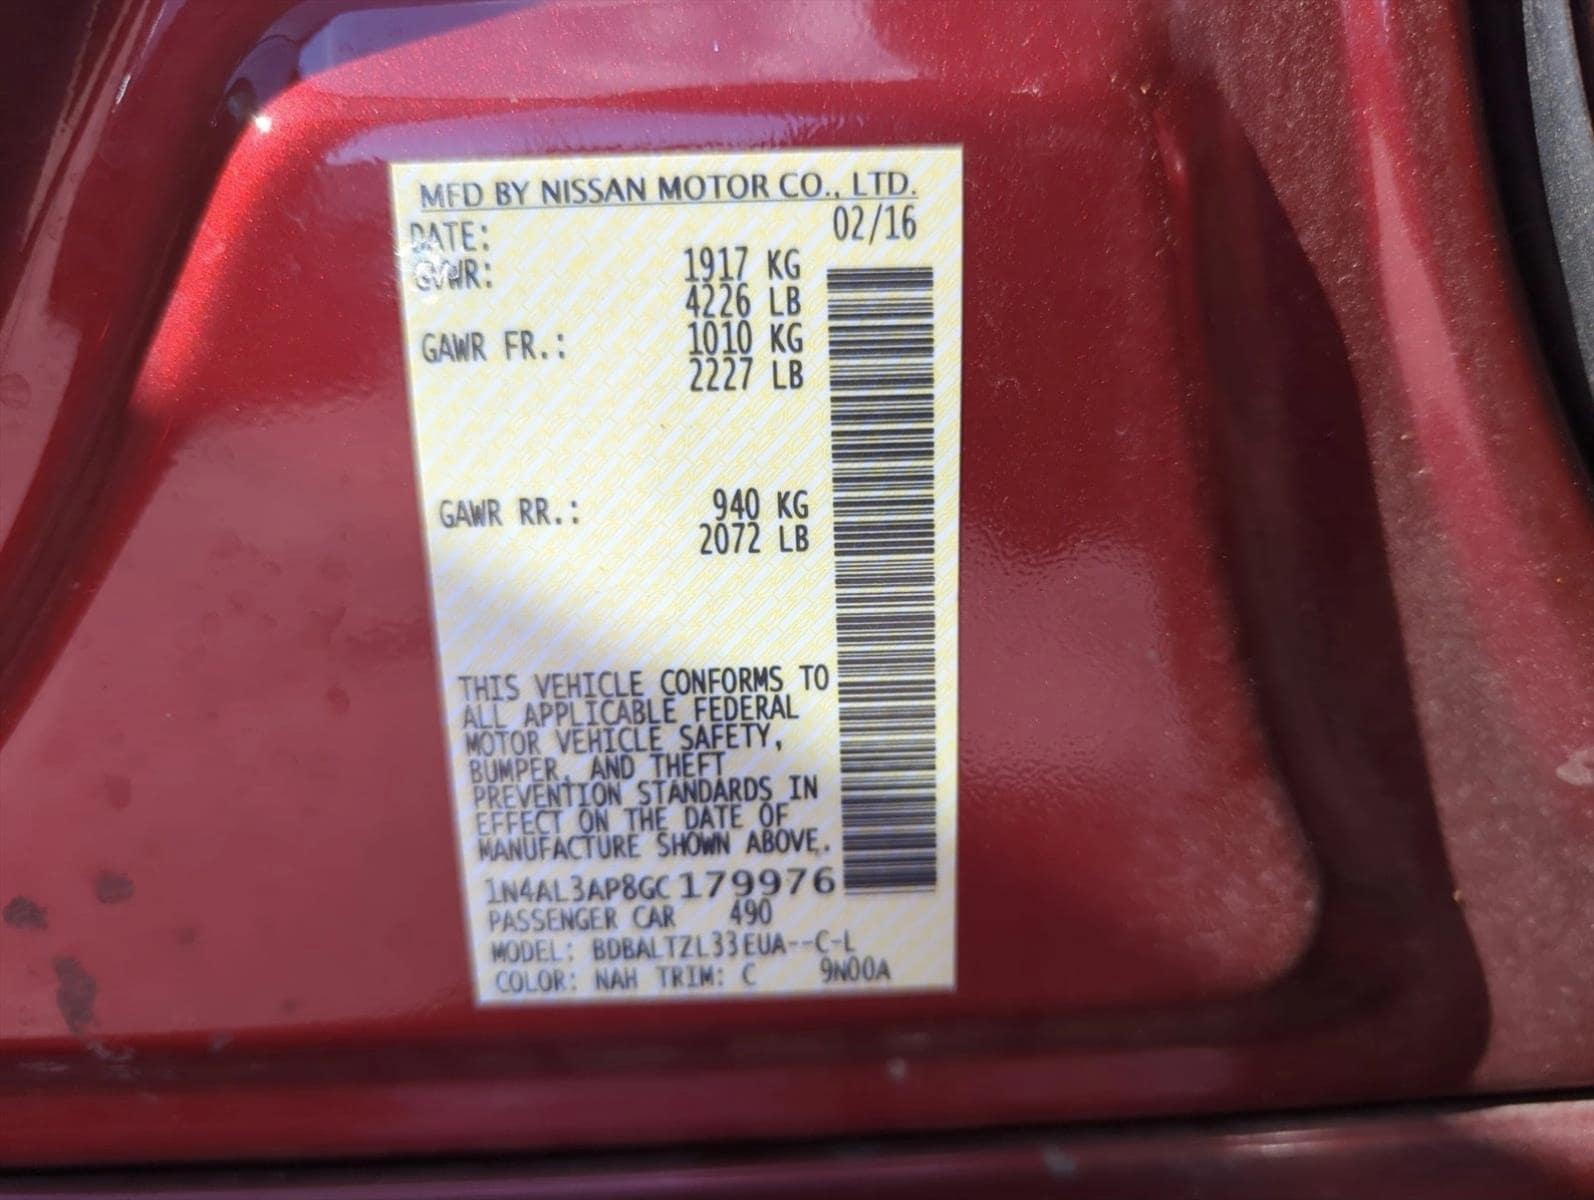 MFD BY NISSAN MOTOR CO., LTD.
DATE: 02/16
GVWR: 1917 KG
4226 LB
GAWR FR.: 1010 KG
2227 LB
GAWR RR.: 940 KG
2072 LB
THIS VEHICLE CONFORMS TO
ALL APPLICABLE FEDERAL
MOTOR VEHICLE SAFETY,
BUMPER, AND THEFT
PREVENTION STANDARDS IN
EFFECT ON THE DATE OF
MANUFACTURE SHOWN ABOVE.
1N4AL3AP8GC179976
PASSENGER CAR 490
MODEL: BDBALTZL33EUA--C-L
COLOR: NAH TRIM: C 9N00A